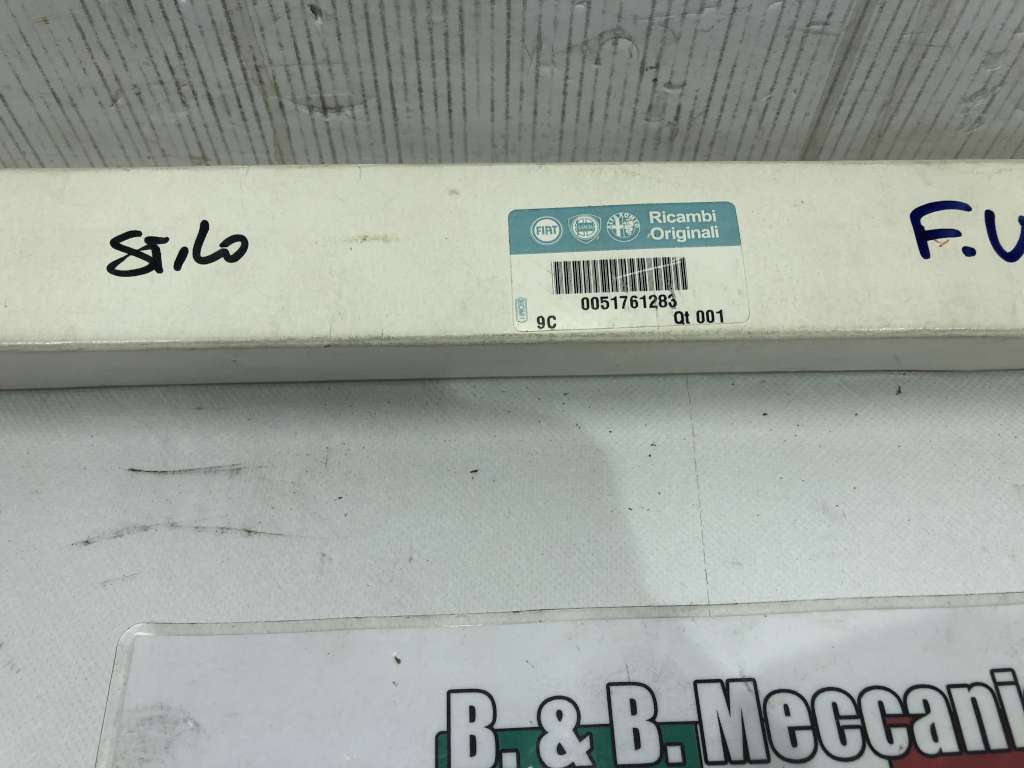 STiLo
FIAT
Ricambi
Originali
F.U
0051761283
9C
Qt 001
B. & B. Meccani